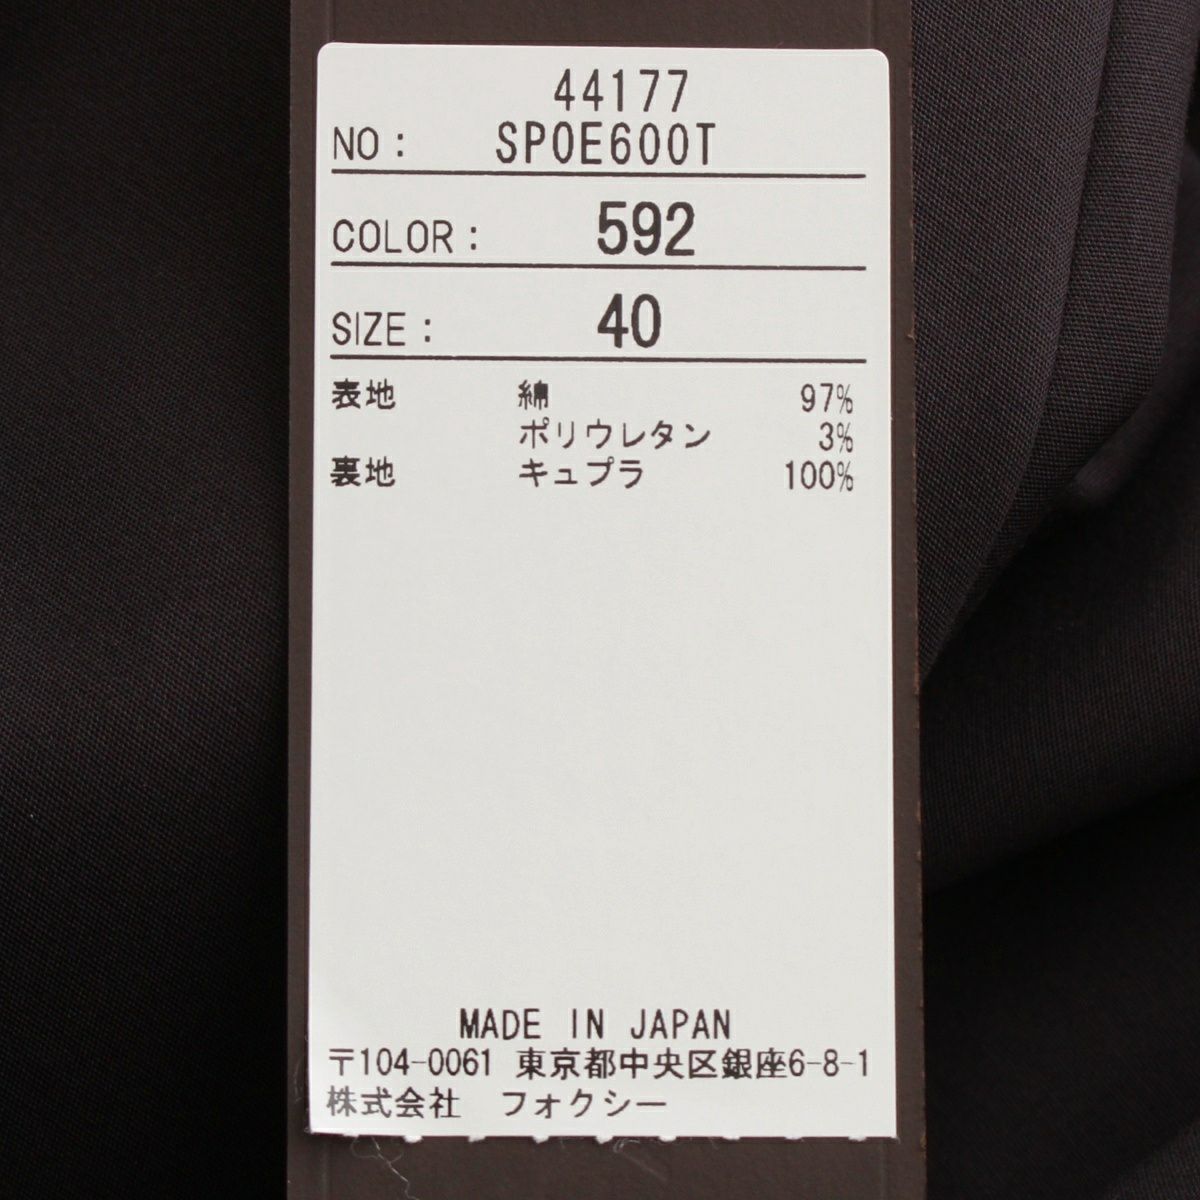 44177
NO: SPOE600T
COLOR: 592
SIZE: 40
表地 綿 97%
ポリウレタン 3%
裏地 キュプラ 100%
MADE IN JAPAN
〒104-0061 東京都中央区銀座6-8-1
株式会社 フォクシー